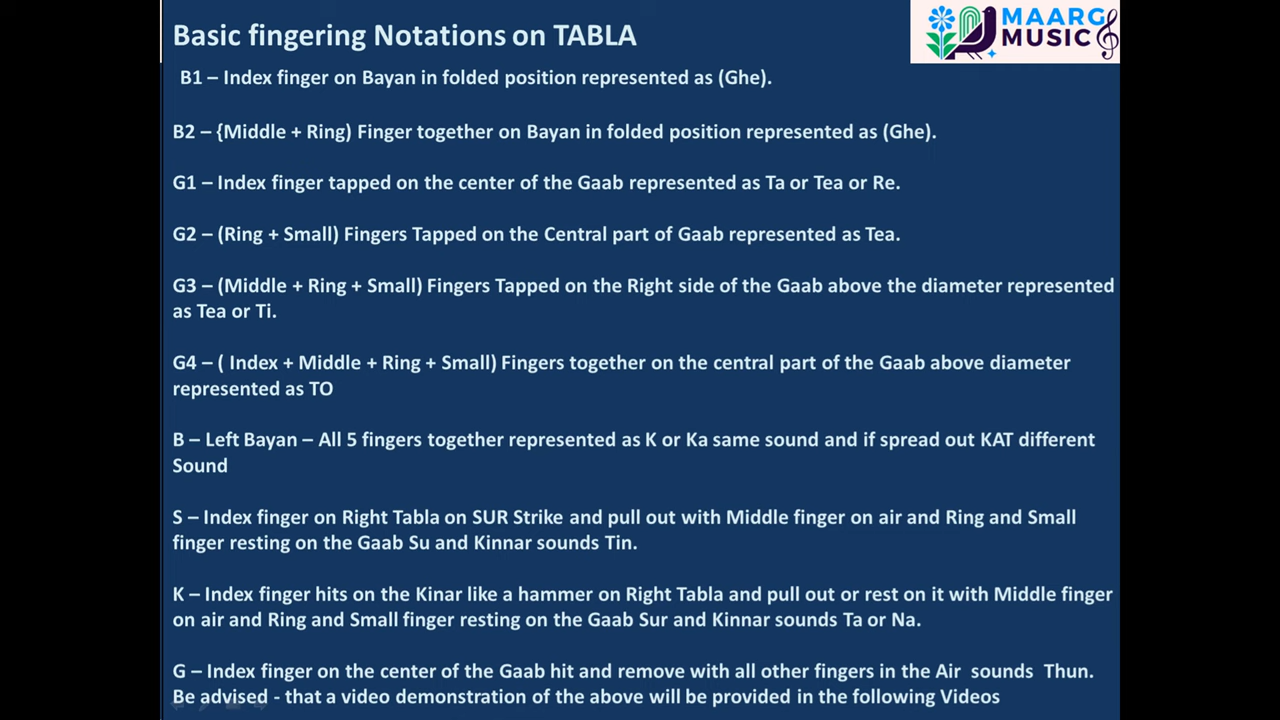 Basic fingering Notations on TABLA
MAARG
MUSIC
B1 – Index finger on Bayan in folded position represented as (Ghe).
B2 – {Middle + Ring) Finger together on Bayan in folded position represented as (Ghe).
G1 – Index finger tapped on the center of the Gaab represented as Ta or Tea or Re.
G2 – (Ring + Small) Fingers Tapped on the Central part of Gaab represented as Tea.
G3 – (Middle + Ring + Small) Fingers Tapped on the Right side of the Gaab above the diameter represented
as Tea or Ti.
G4 – ( Index + Middle + Ring + Small) Fingers together on the central part of the Gaab above diameter
represented as TO
B – Left Bayan – All 5 fingers together represented as K or Ka same sound and if spread out KAT different
Sound
S – Index finger on Right Tabla on SUR Strike and pull out with Middle finger on air and Ring and Small
finger resting on the Gaab Su and Kinnar sounds Tin.
K – Index finger hits on the Kinar like a hammer on Right Tabla and pull out or rest on it with Middle finger
on air and Ring and Small finger resting on the Gaab Sur and Kinnar sounds Ta or Na.
G – Index finger on the center of the Gaab hit and remove with all other fingers in the Air  sounds  Thun.
Be advised - that a video demonstration of the above will be provided in the following Videos